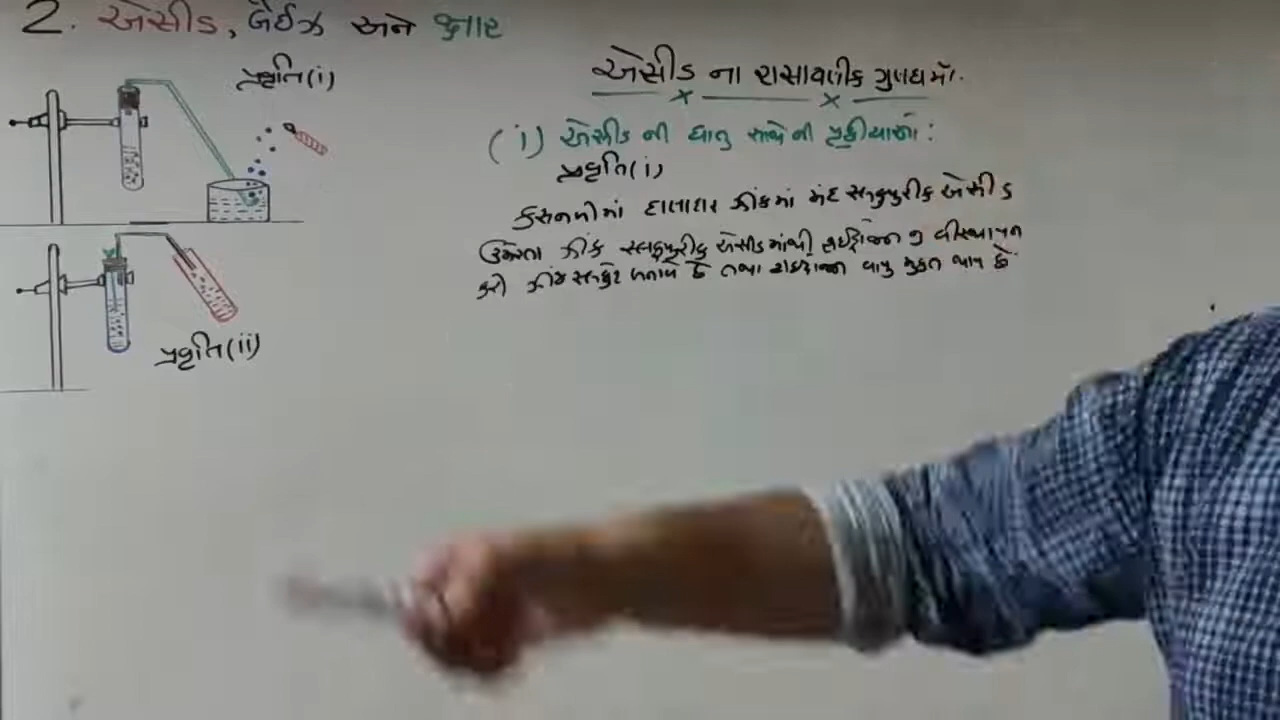 2. એસીડ, બેઈઝ અને ક્ષાર
પ્રવૃતિ(i)
એસીડ ના રાસાયણીક ગુણધર્મો.
(i) એસીડ ની ધાતુ સાથે ની પ્રક્રીયાઓ:
પ્રવૃતિ(i)
કસનળીમાં દાણાદાર ઝીંકમાં મંદ સલ્ફ્યુરીક એસીડ
ઉમેરતા ઝીંક સલ્ફ્યુરીક એસીડમાંથી હાઈડ્રોજન નુ વીસ્થાપન
કરી ઝીંક સલ્ફેટ બનાવે છે તથા હાઈડ્રોજન વાયુ મુક્ત થાય છે.
પ્રવૃતિ(ii)